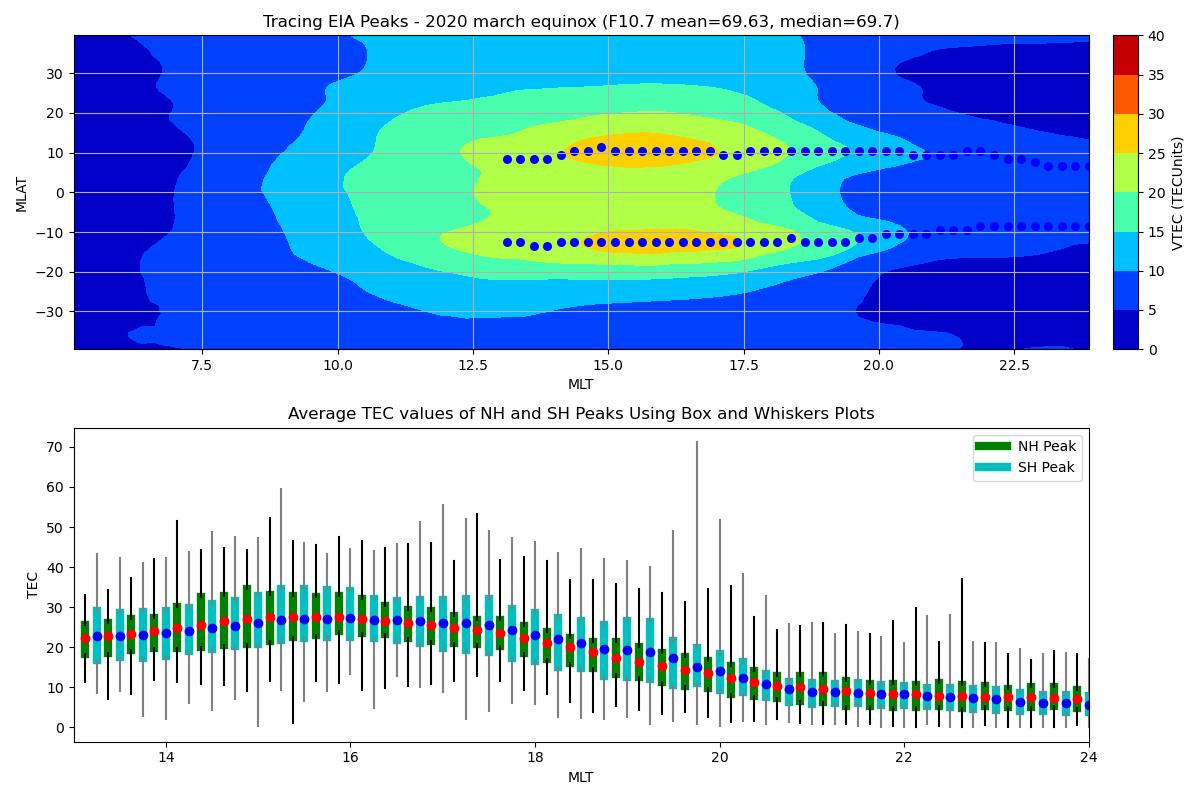 Tracing EIA Peaks - 2020 march equinox (F10.7 mean=69.63, median=69.7)
MLAT
30
20
10
0
−10
−20
−30
7.5 10.0 12.5 15.0 17.5 20.0 22.5
MLT
40
35
30
25
20
15
10
5
0
VTEC (TECUnits)
Average TEC values of NH and SH Peaks Using Box and Whiskers Plots
NH Peak
SH Peak
TEC
70
60
50
40
30
20
10
0
14 16 18 20 22 24
MLT